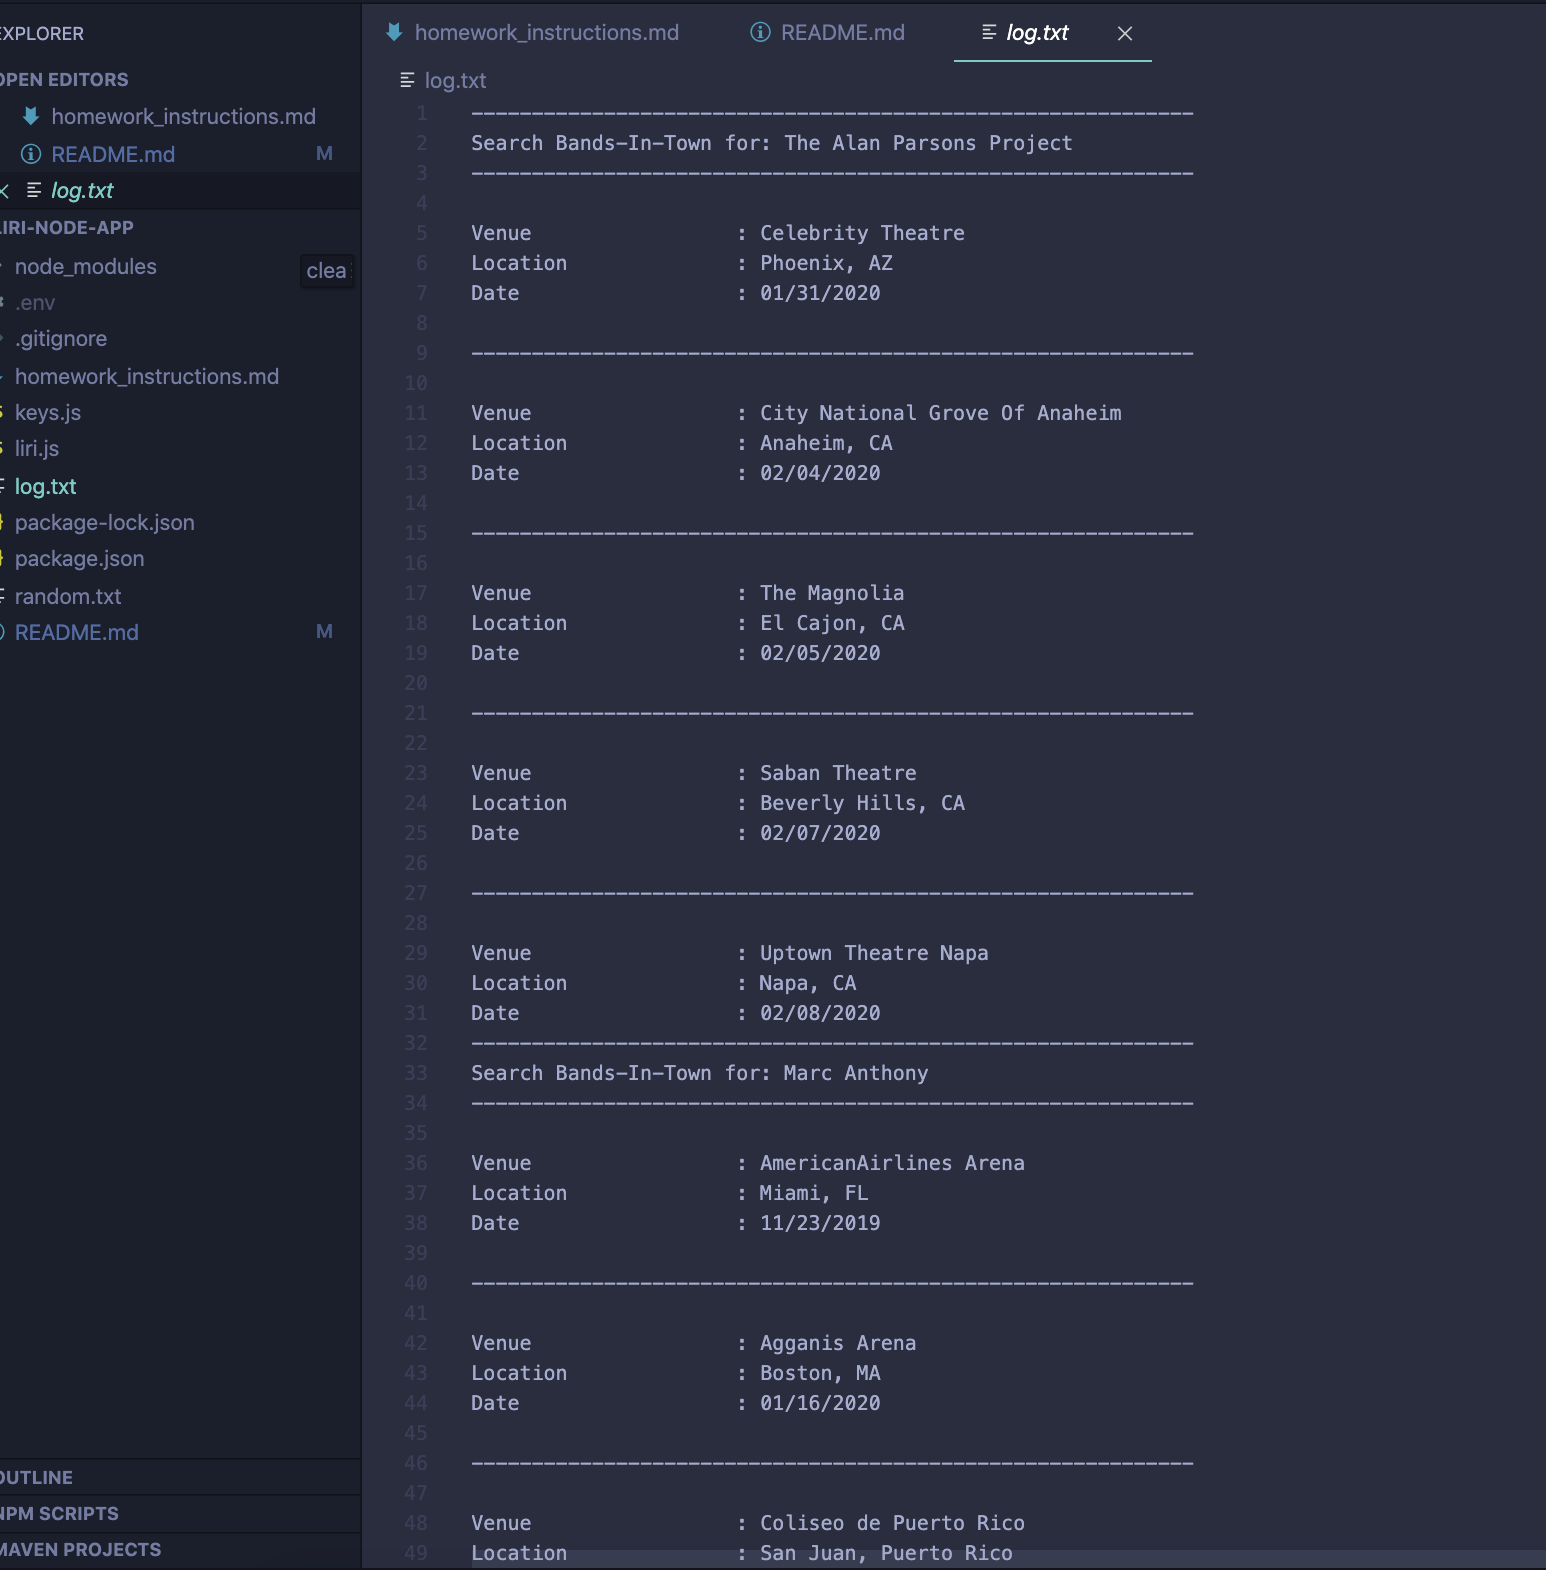 EXPLORER
OPEN EDITORS
homework_instructions.md
README.md M
log.txt
LIRI-NODE-APP
node_modules
clea
.env
.gitignore
homework_instructions.md
keys.js
liri.js
log.txt
package-lock.json
package.json
random.txt
README.md M
OUTLINE
NPM SCRIPTS
MAVEN PROJECTS
homework_instructions.md README.md log.txt
log.txt
1 ------------------------------------------------------------
2 Search Bands-In-Town for: The Alan Parsons Project
3 ------------------------------------------------------------
4
5 Venue : Celebrity Theatre
6 Location : Phoenix, AZ
7 Date : 01/31/2020
8
9 ------------------------------------------------------------
10
11 Venue : City National Grove Of Anaheim
12 Location : Anaheim, CA
13 Date : 02/04/2020
14
15 ------------------------------------------------------------
16
17 Venue : The Magnolia
18 Location : El Cajon, CA
19 Date : 02/05/2020
20
21 ------------------------------------------------------------
22
23 Venue : Saban Theatre
24 Location : Beverly Hills, CA
25 Date : 02/07/2020
26
27 ------------------------------------------------------------
28
29 Venue : Uptown Theatre Napa
30 Location : Napa, CA
31 Date : 02/08/2020
32 ------------------------------------------------------------
33 Search Bands-In-Town for: Marc Anthony
34 ------------------------------------------------------------
35
36 Venue : AmericanAirlines Arena
37 Location : Miami, FL
38 Date : 11/23/2019
39
40 ------------------------------------------------------------
41
42 Venue : Agganis Arena
43 Location : Boston, MA
44 Date : 01/16/2020
45
46 ------------------------------------------------------------
47
48 Venue : Coliseo de Puerto Rico
49 Location : San Juan, Puerto Rico